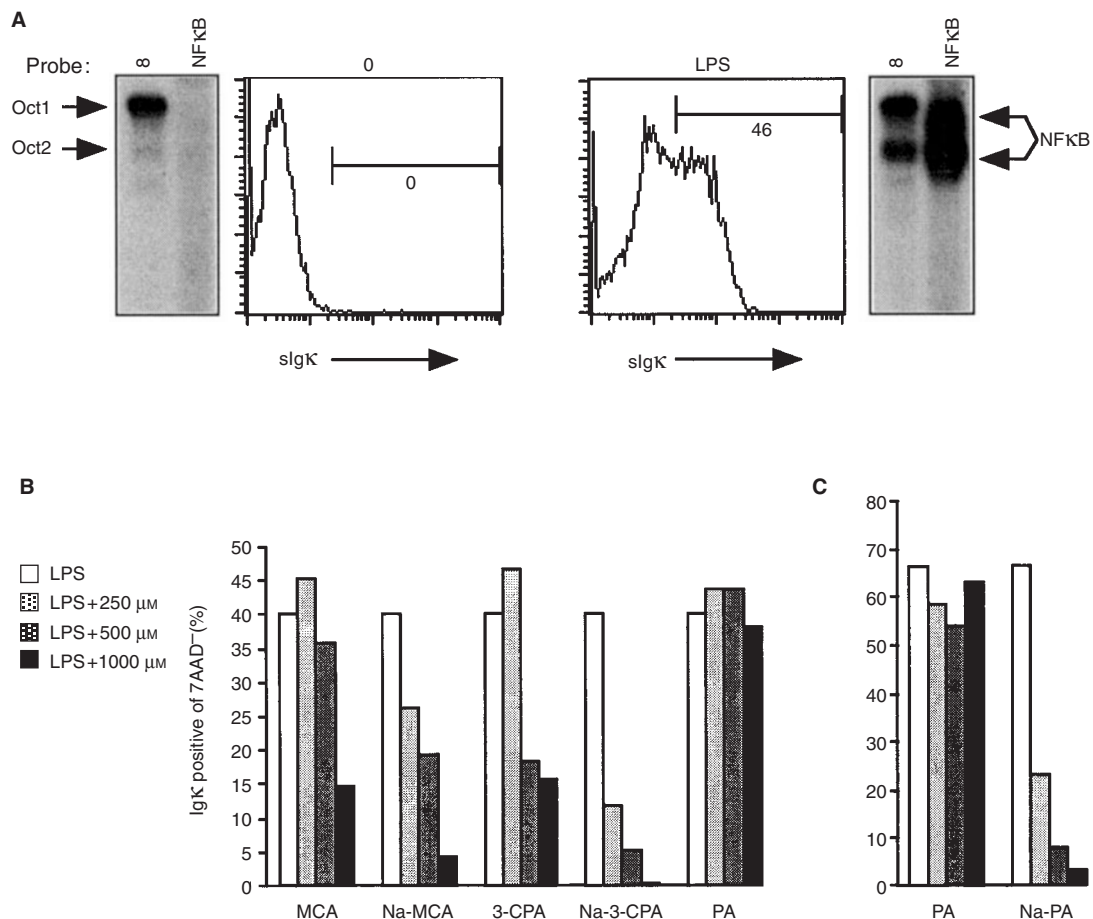 A
Probe:
8
NFκB
0
LPS
8
NFκB
Oct1
Oct2
0
46
NFκB
sIgκ
sIgκ
B
C
LPS
LPS+250 μM
LPS+500 μM
LPS+1000 μM
Igκ positive of 7AAD⁻(%)
50
45
40
35
30
25
20
15
10
5
0
MCA
Na-MCA
3-CPA
Na-3-CPA
PA
80
70
60
50
40
30
20
10
0
PA
Na-PA